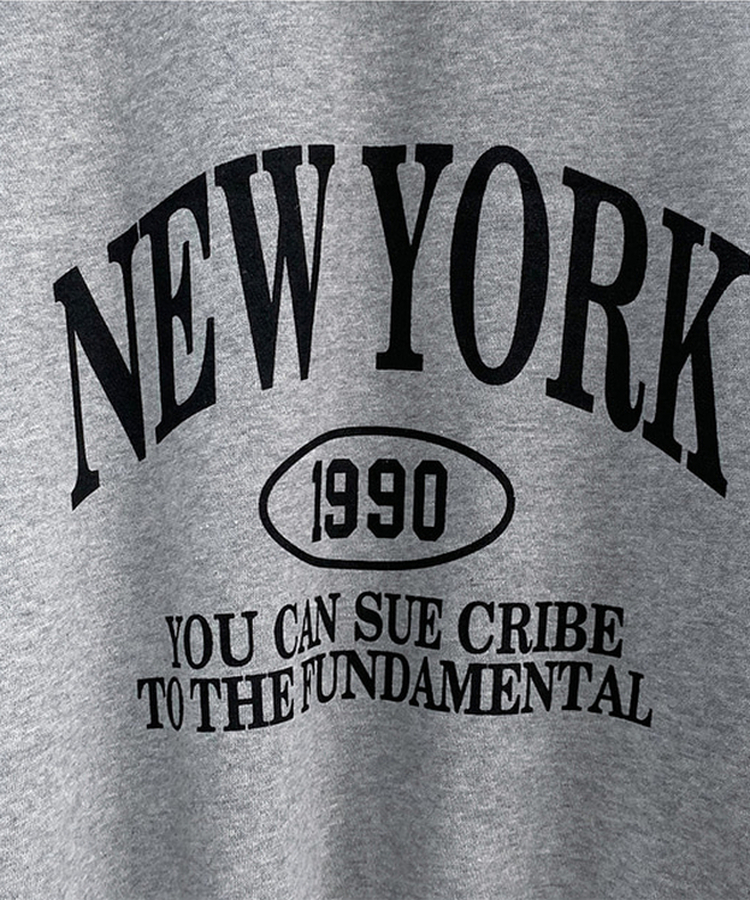 NEW YORK
1990
YOU CAN SUE CRIBE
TO THE FUNDAMENTAL